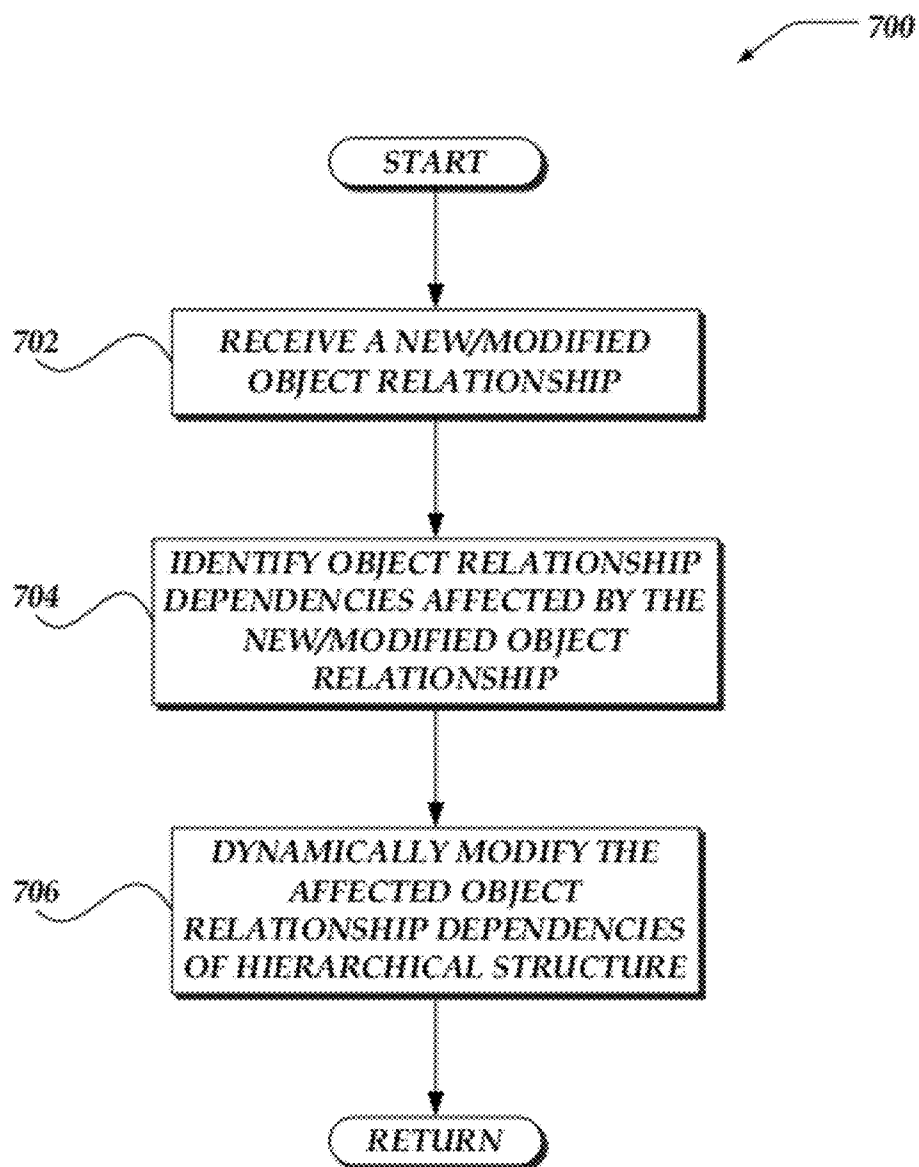 700
START
702
RECEIVE A NEW/MODIFIED
OBJECT RELATIONSHIP
704
IDENTIFY OBJECT RELATIONSHIP
DEPENDENCIES AFFECTED BY THE
NEW/MODIFIED OBJECT
RELATIONSHIP
706
DYNAMICALLY MODIFY THE
AFFECTED OBJECT
RELATIONSHIP DEPENDENCIES
OF HIERARCHICAL STRUCTURE
RETURN